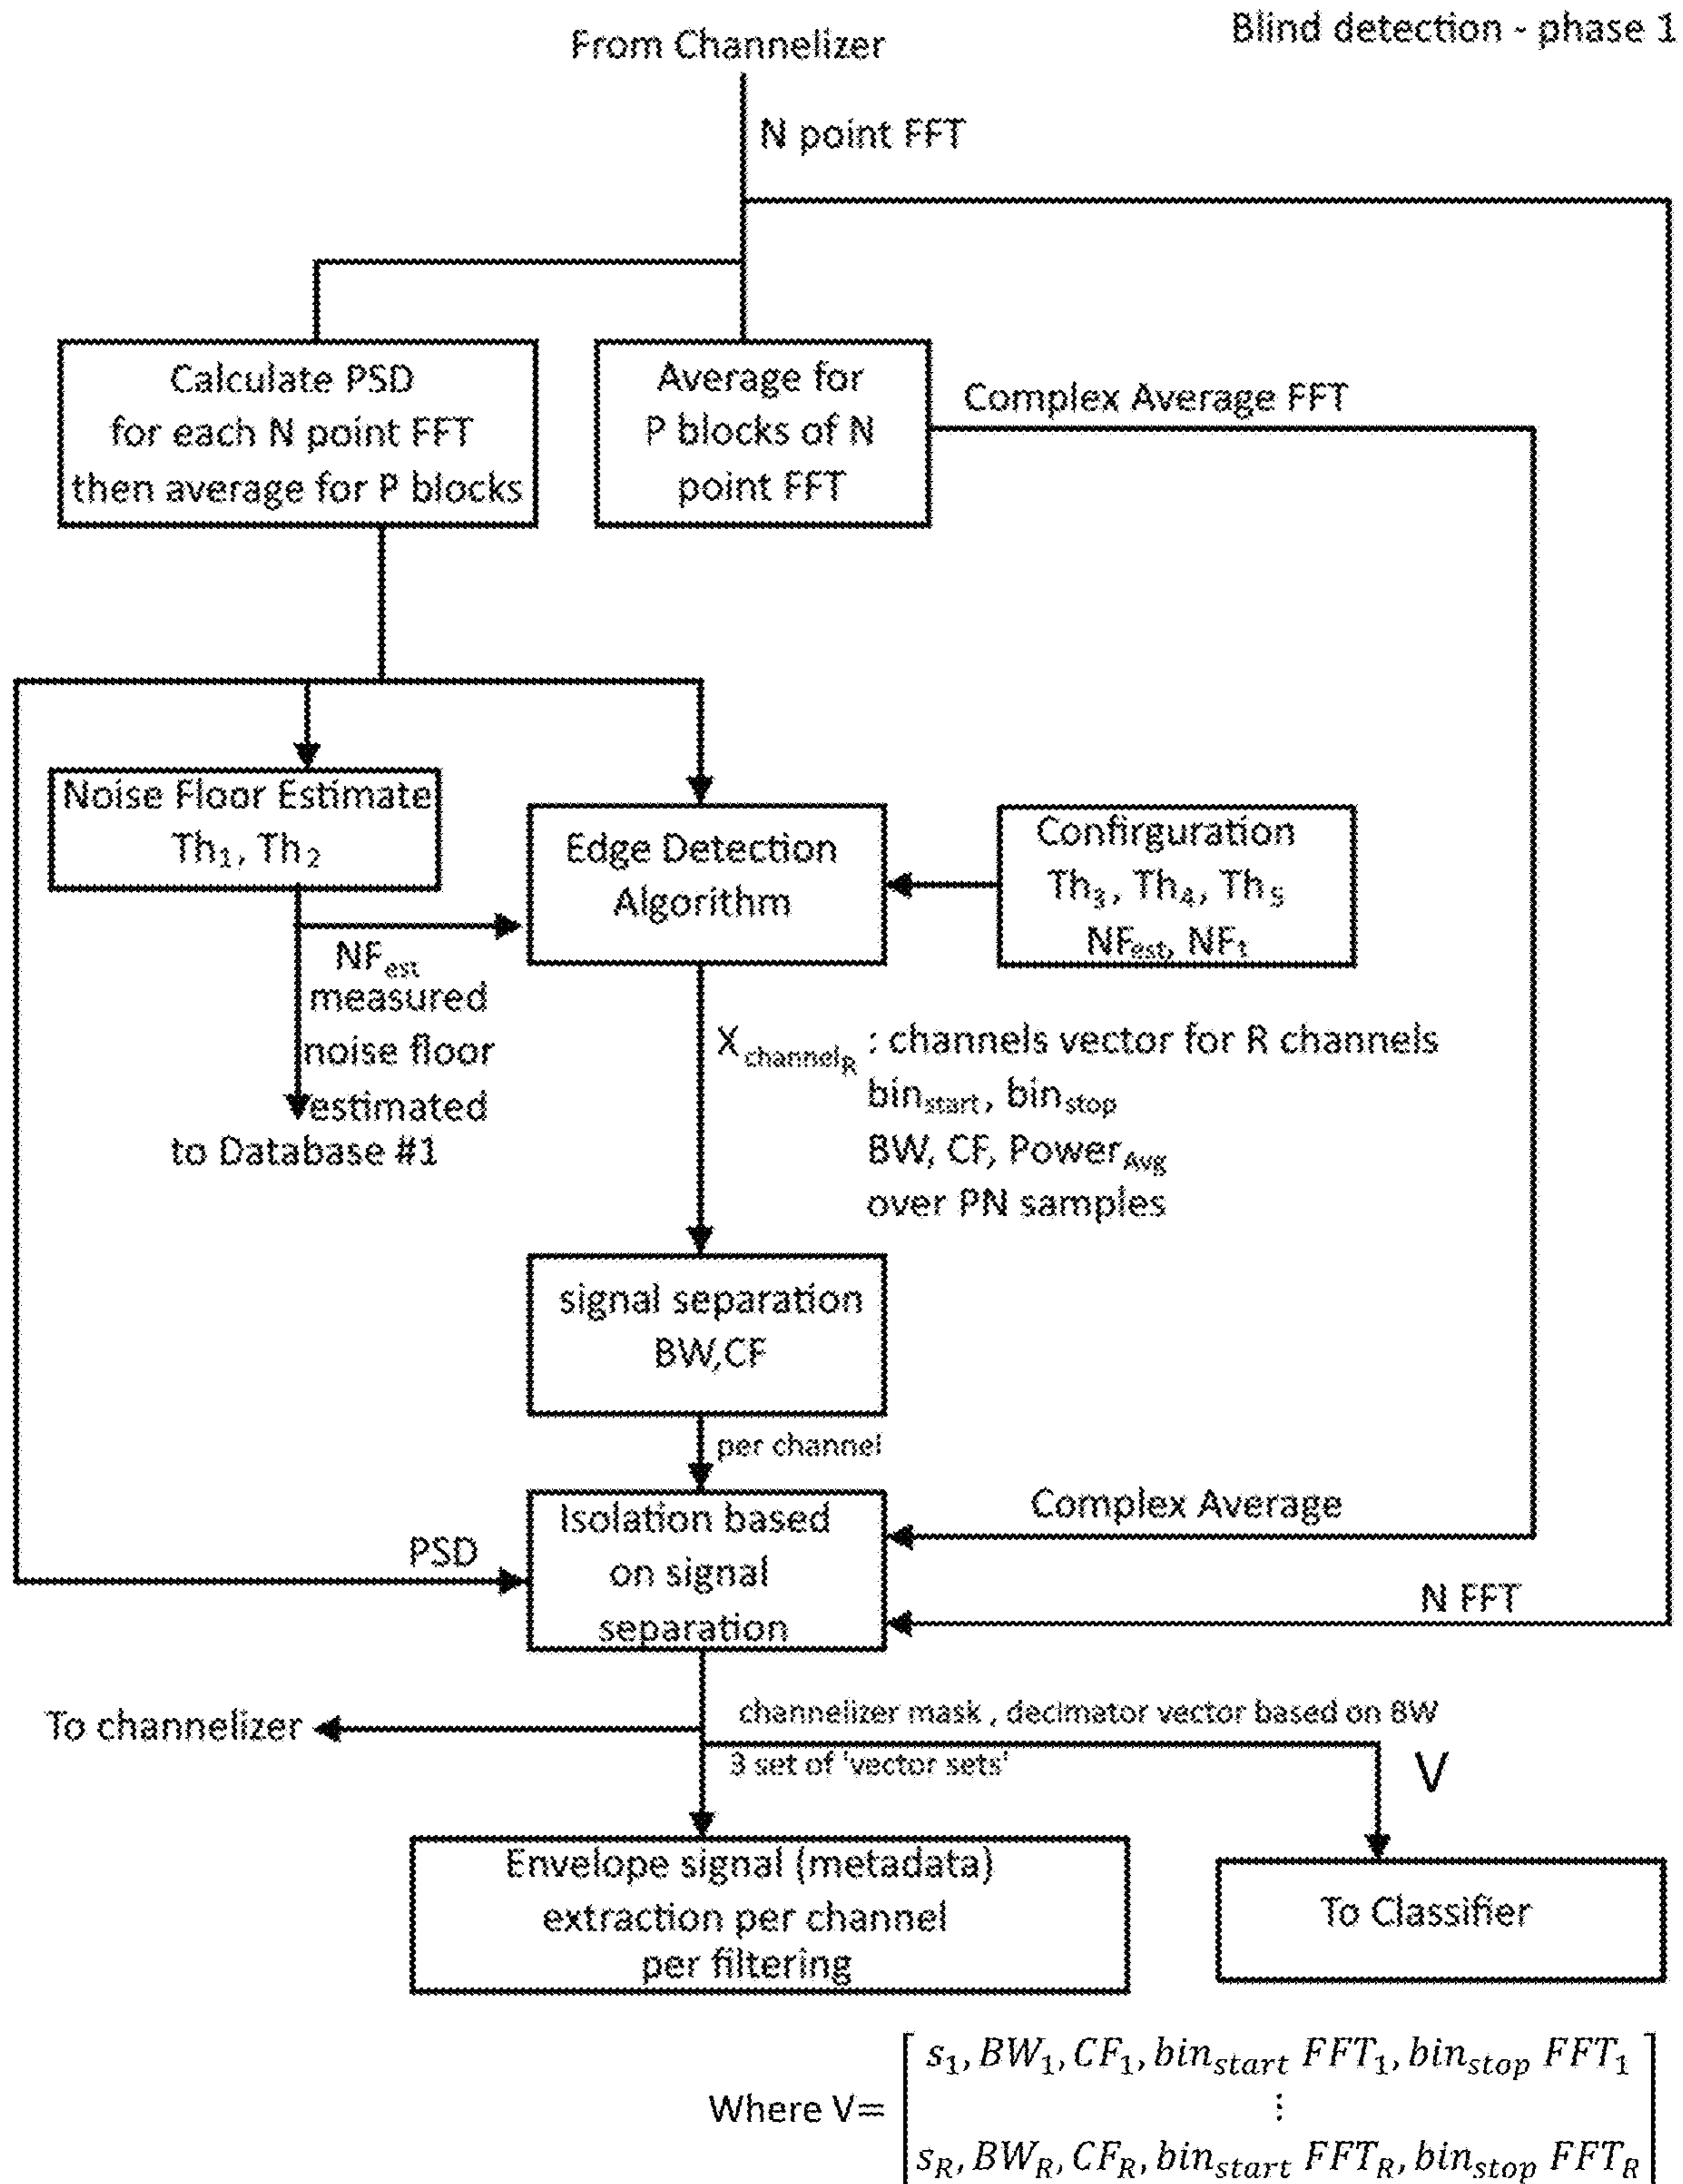 Blind detection - phase 1
From Channelizer
N point FFT
Calculate PSD
for each N point FFT
then average for P blocks
Average for
P blocks of N
point FFT
Complex Average FFT
Noise Floor Estimate
Th₁, Th₂
Edge Detection
Algorithm
Confirguration
Th₃, Th₄, Th₅
NFest, NF₁
NFest
measured
noise floor
estimated
to Database #1
XchannelR : channels vector for R channels
binstart, binstop
BW, CF, PowerAvg
over PN samples
signal separation
BW,CF
per channel
Isolation based
on signal
separation
Complex Average
PSD
N FFT
To channelizer
channelizer mask , decimator vector based on BW
3 set of 'vector sets'
V
Envelope signal (metadata)
extraction per channel
per filtering
To Classifier
s₁, BW₁, CF₁, binstart FFT₁, binstop FFT₁
Where V=
⋮
sR, BWR, CFR, binstart FFTR, binstop FFTR